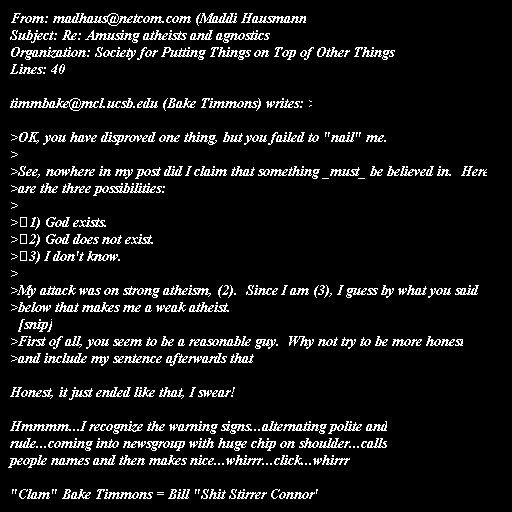 From: madhaus@netcom.com (Maddi Hausmann
Subject: Re: Amusing atheists and agnostics
Organization: Society for Putting Things on Top of Other Things
Lines: 40

timmbake@mcl.ucsb.edu (Bake Timmons) writes: >

>OK, you have disproved one thing, but you failed to "nail" me.
>
>See, nowhere in my post did I claim that something _must_ be believed in.  Here
>are the three possibilities:
>
>□1) God exists.
>□2) God does not exist.
>□3) I don't know.
>
>My attack was on strong atheism, (2).  Since I am (3), I guess by what you said
>below that makes me a weak atheist.
  [snip]
>First of all, you seem to be a reasonable guy.  Why not try to be more honest
>and include my sentence afterwards that

Honest, it just ended like that, I swear!

Hmmmm...I recognize the warning signs...alternating polite and
rude...coming into newsgroup with huge chip on shoulder...calls
people names and then makes nice...whirrr...click...whirrr

"Clam" Bake Timmons = Bill "Shit Stirrer Connor"